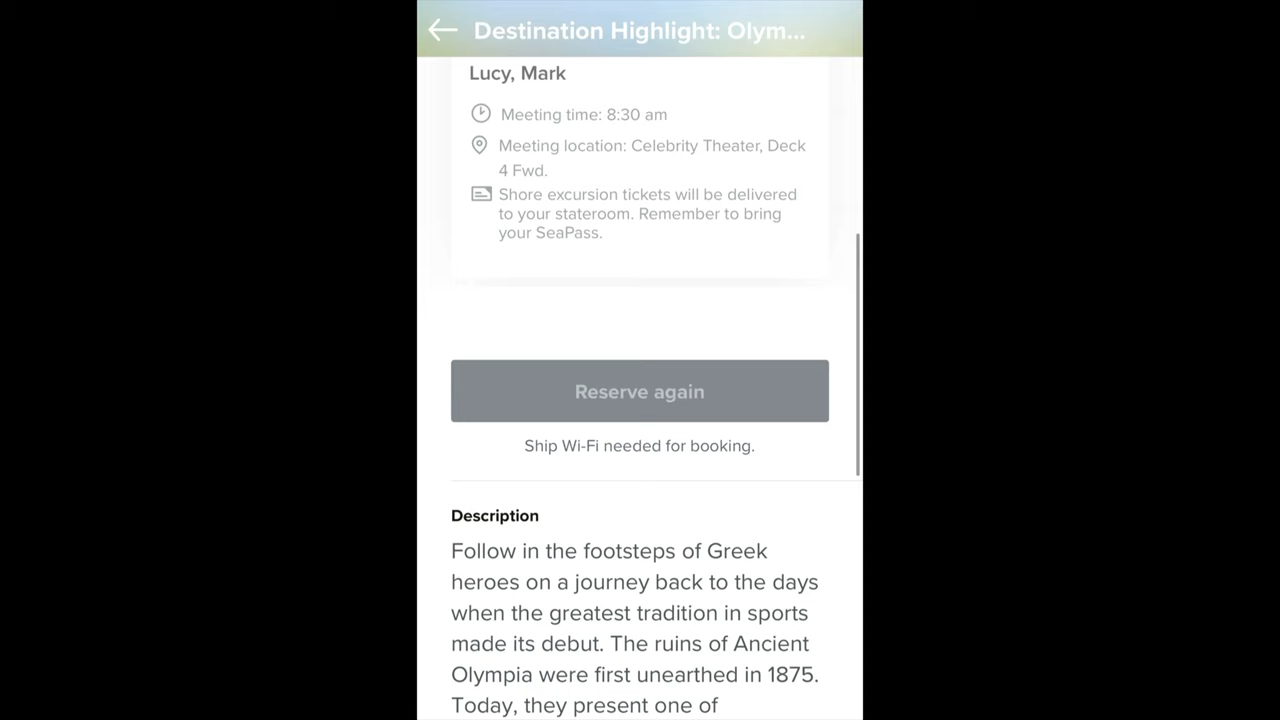 Destination Highlight: Olym...
Lucy, Mark
Meeting time: 8:30 am
Meeting location: Celebrity Theater, Deck
4 Fwd.
Shore excursion tickets will be delivered
to your stateroom. Remember to bring
your SeaPass.
Reserve again
Ship Wi-Fi needed for booking.
Description
Follow in the footsteps of Greek
heroes on a journey back to the days
when the greatest tradition in sports
made its debut. The ruins of Ancient
Olympia were first unearthed in 1875.
Today, they present one of